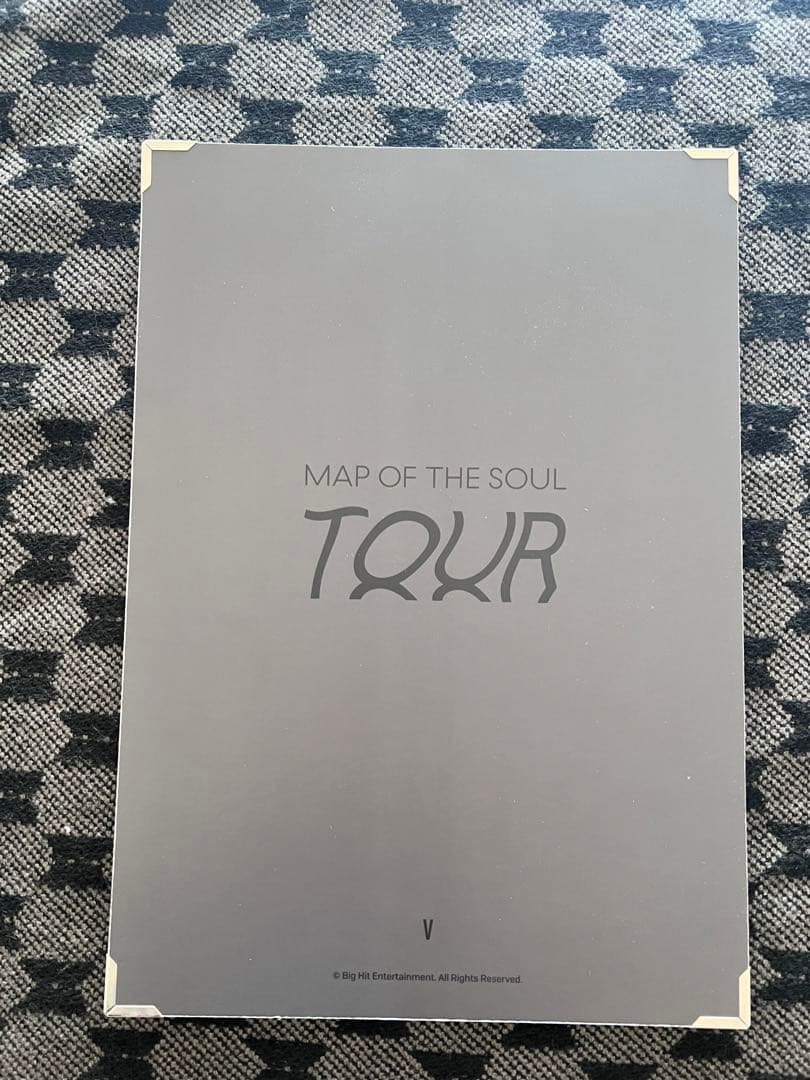 MAP OF THE SOUL
TOUR
V
© Big Hit Entertainment. All Rights Reserved.